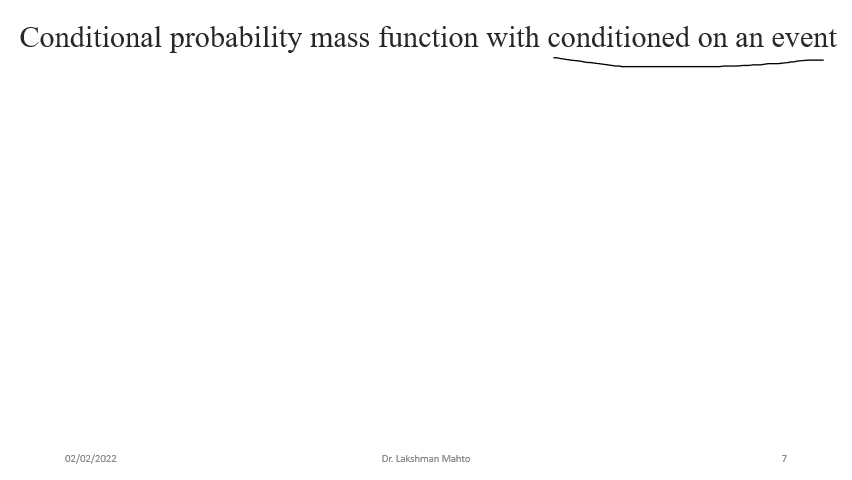 Conditional probability mass function with conditioned on an event
02/02/2022
Dr. Lakshman Mahto
7